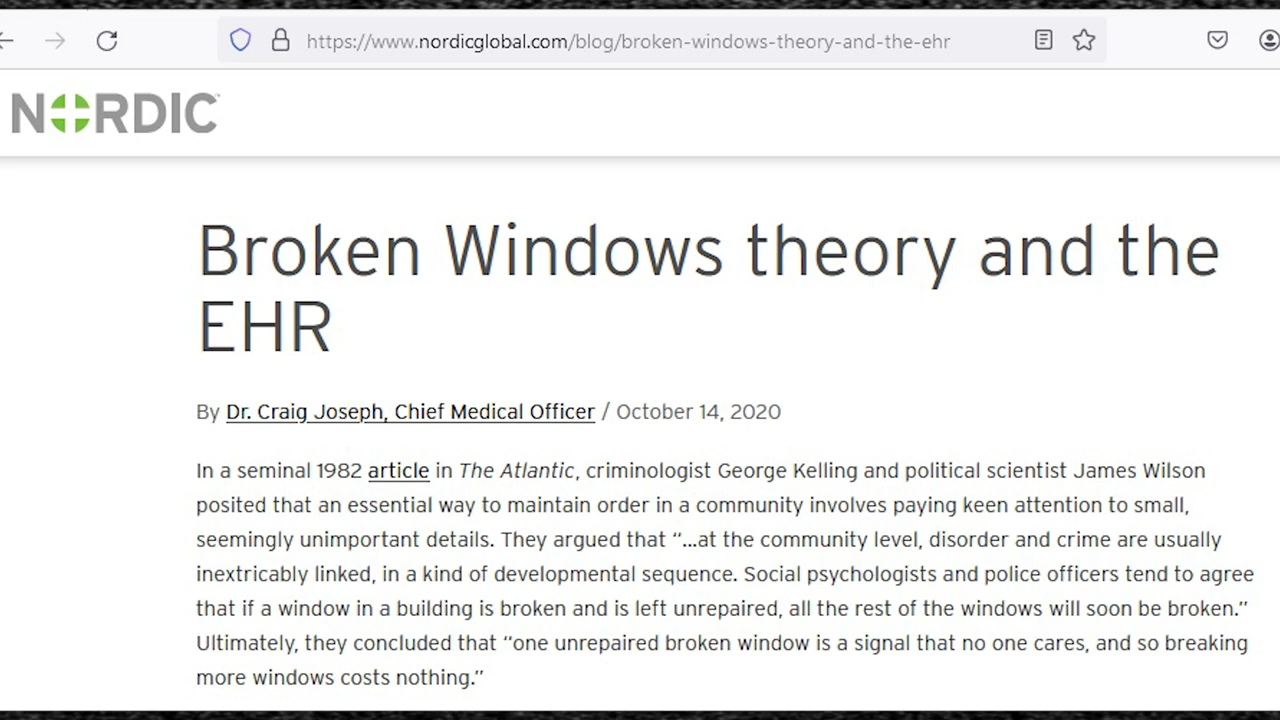 https://www.nordicglobal.com/blog/broken-windows-theory-and-the-ehr
NORDIC
Broken Windows theory and the
EHR
By Dr. Craig Joseph, Chief Medical Officer / October 14, 2020
In a seminal 1982 article in The Atlantic, criminologist George Kelling and political scientist James Wilson
posited that an essential way to maintain order in a community involves paying keen attention to small,
seemingly unimportant details. They argued that “...at the community level, disorder and crime are usually
inextricably linked, in a kind of developmental sequence. Social psychologists and police officers tend to agree
that if a window in a building is broken and is left unrepaired, all the rest of the windows will soon be broken.”
Ultimately, they concluded that “one unrepaired broken window is a signal that no one cares, and so breaking
more windows costs nothing.”